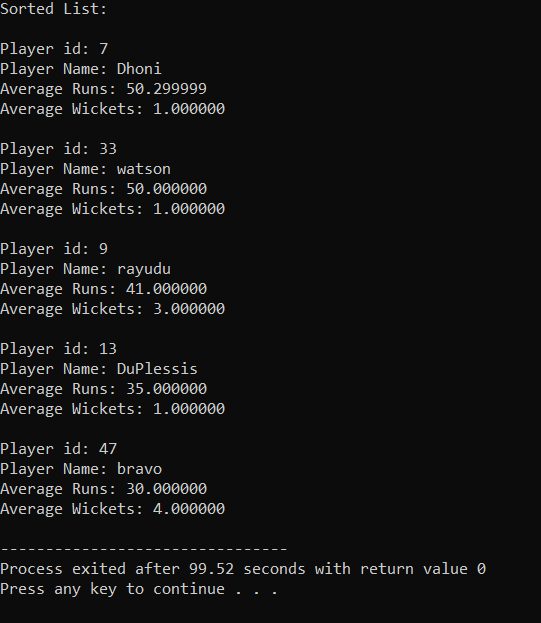 Sorted List:
Player id: 7
Player Name: Dhoni
Average Runs: 50.299999
Average Wickets: 1.000000
Player id: 33
Player Name: watson
Average Runs: 50.000000
Average Wickets: 1.000000
Player id: 9
Player Name: rayudu
Average Runs: 41.000000
Average Wickets: 3.000000
Player id: 13
Player Name: DuPlessis
Average Runs: 35.000000
Average Wickets: 1.000000
Player id: 47
Player Name: bravo
Average Runs: 30.000000
Average Wickets: 4.000000
--------------------------------
Process exited after 99.52 seconds with return value 0
Press any key to continue . . .